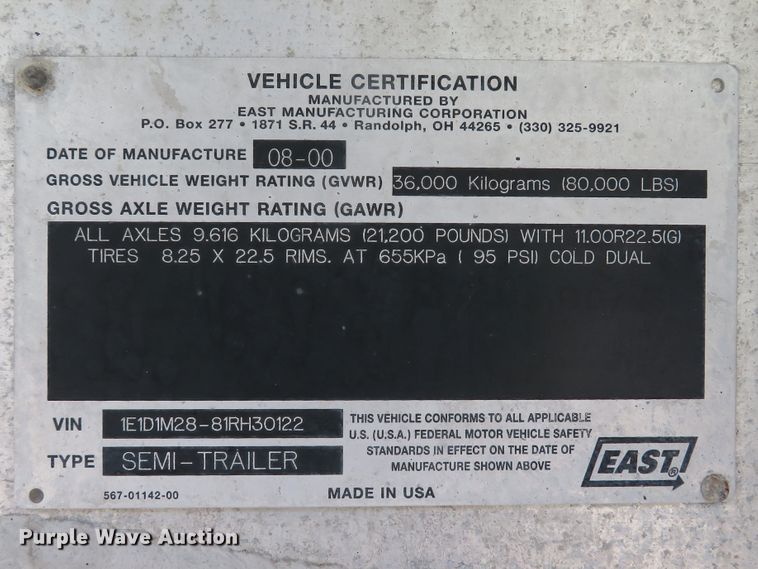 VEHICLE CERTIFICATION
MANUFACTURED BY
EAST MANUFACTURING CORPORATION
P.O. Box 277 • 1871 S.R. 44 • Randolph, OH 44265 • (330) 325-9921
DATE OF MANUFACTURE 08-00
GROSS VEHICLE WEIGHT RATING (GVWR) 36,000 Kilograms (80,000 LBS)
GROSS AXLE WEIGHT RATING (GAWR)
ALL AXLES 9.616 KILOGRAMS (21,200 POUNDS) WITH 11.00R22.5(G)
TIRES 8.25 X 22.5 RIMS. AT 655KPa ( 95 PSI) COLD DUAL
VIN 1E1D1M28-81RH30122
TYPE SEMI-TRAILER
THIS VEHICLE CONFORMS TO ALL APPLICABLE
U.S. (U.S.A.) FEDERAL MOTOR VEHICLE SAFETY
STANDARDS IN EFFECT ON THE DATE OF
MANUFACTURE SHOWN ABOVE
EAST
567-01142-00
MADE IN USA
Purple Wave Auction